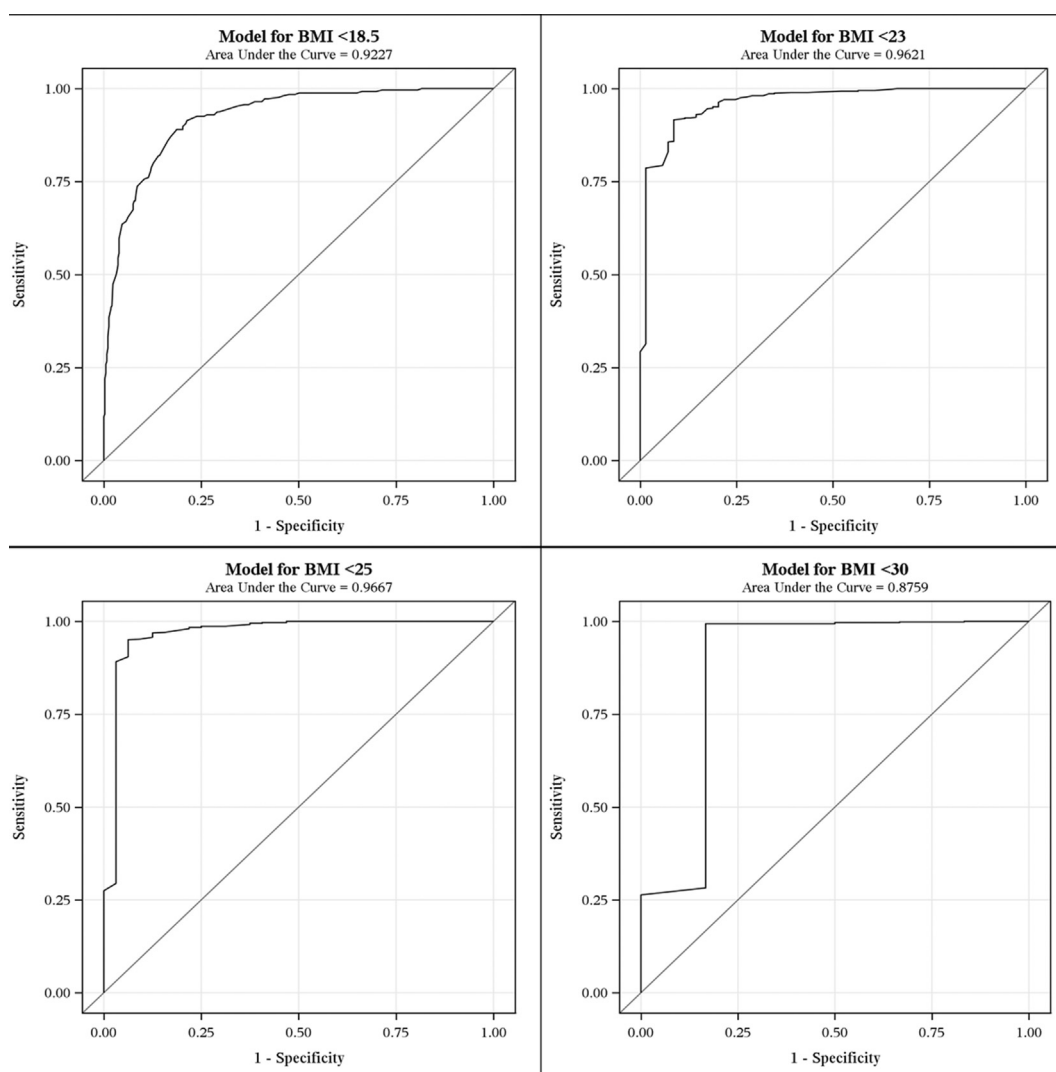 Model for BMI <18.5
Area Under the Curve = 0.9227
1.00
0.75
0.50
0.25
0.00
Sensitivity
0.00 0.25 0.50 0.75 1.00
1 - Specificity
Model for BMI <23
Area Under the Curve = 0.9621
1.00
0.75
0.50
0.25
0.00
Sensitivity
0.00 0.25 0.50 0.75 1.00
1 - Specificity
Model for BMI <25
Area Under the Curve = 0.9667
1.00
0.75
0.50
0.25
0.00
Sensitivity
0.00 0.25 0.50 0.75 1.00
1 - Specificity
Model for BMI <30
Area Under the Curve = 0.8759
1.00
0.75
0.50
0.25
0.00
Sensitivity
0.00 0.25 0.50 0.75 1.00
1 - Specificity